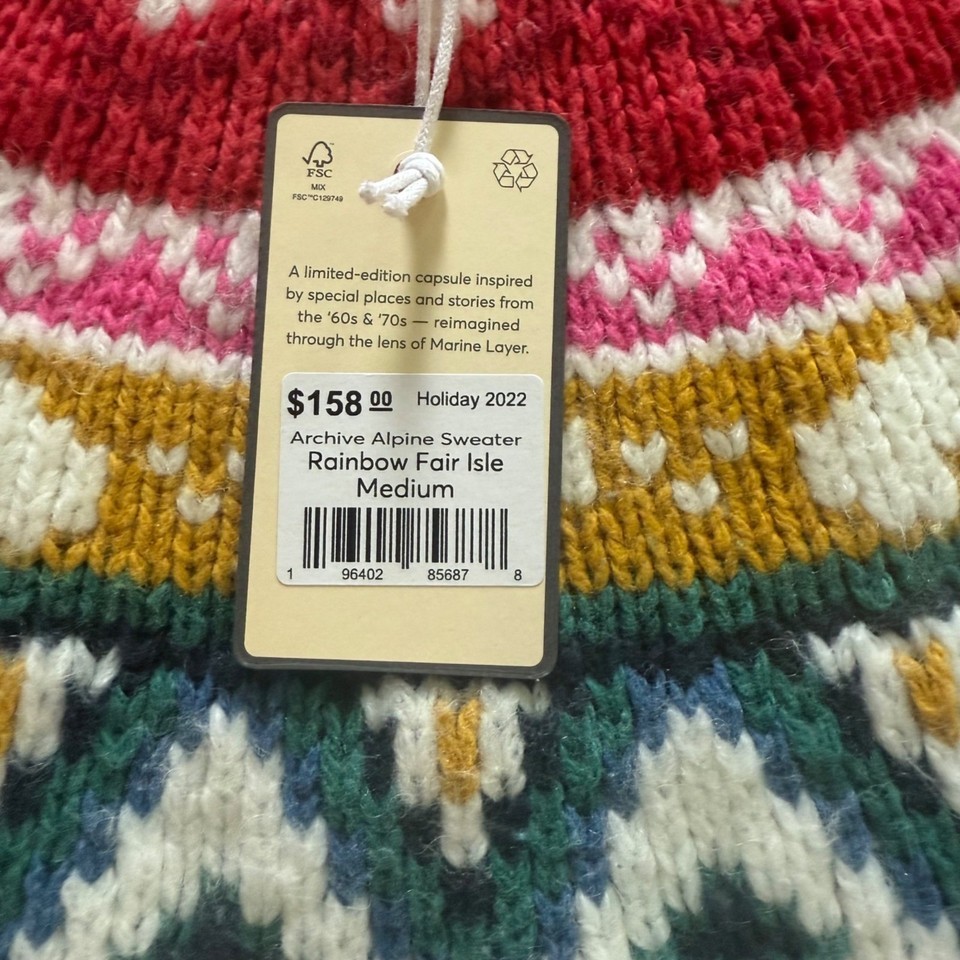 FSC™
MIX
FSC™C129749
A limited-edition capsule inspired
by special places and stories from
the ‘60s & ’70s — reimagined
through the lens of Marine Layer.
$158 00 Holiday 2022
Archive Alpine Sweater
Rainbow Fair Isle
Medium
1 96402 85687 8